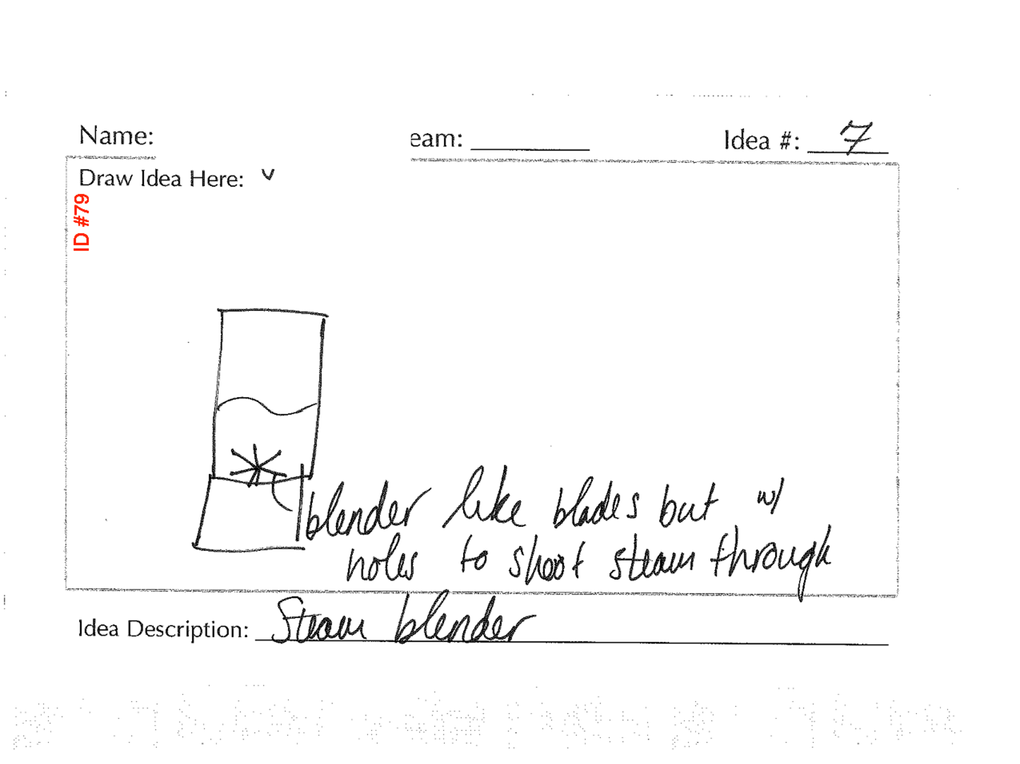 Name: eam: Idea #: 7
Draw Idea Here:
ID #79
blender like blades but w/
holes to shoot steam through
Idea Description: Steam blender